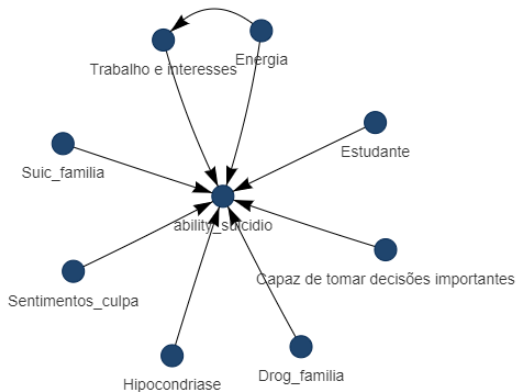 Energia
Trabalho e interesses
Estudante
Suic_familia
ability_suicidio
Capaz de tomar decisões importantes
Sentimentos_culpa
Drog_familia
Hipocondriase